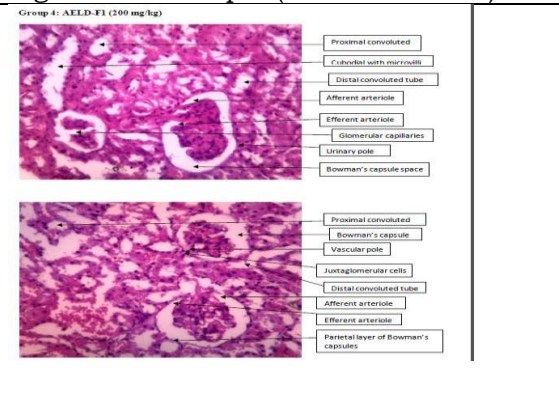 Group 4: AELD-F1 (200 mg/kg)
Proximal convoluted
Cubodial with microvilli
Distal convoluted tube
Afferent arteriole
Efferent arteriole
Glomerular capillaries
Urinary pole
Bowman's capsule space
Proximal convoluted
Bowman's capsule
Vascular pole
Juxtaglomerular cells
Distal convoluted tube
Afferent arteriole
Efferent arteriole
Parietal layer of Bowman's
capsules